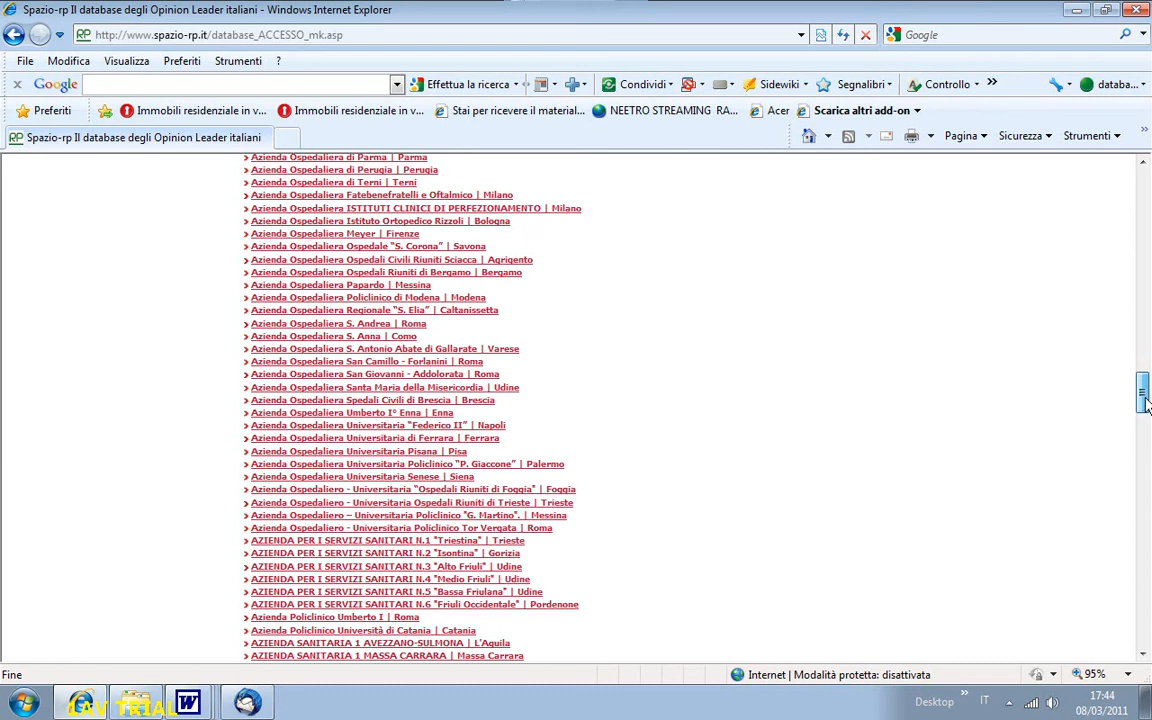 Spazio-rp Il database degli Opinion Leader italiani - Windows Internet Explorer
http://www.spazio-rp.it/database_ACCESSO_mk.asp
Google
File Modifica Visualizza Preferiti Strumenti ?
Google Effettua la ricerca Condividi Sidewiki Segnalibri Controllo » databa...
Preferiti Immobili residenziale in v... Immobili residenziale in v... Stai per ricevere il material... NEETRO STREAMING RA... Acer Scarica altri add-on
Spazio-rp Il database degli Opinion Leader italiani Pagina Sicurezza Strumenti »
Azienda Ospedaliera di Parma | Parma
Azienda Ospedaliera di Perugia | Perugia
Azienda Ospedaliera di Terni | Terni
Azienda Ospedaliera Fatebenefratelli e Oftalmico | Milano
Azienda Ospedaliera ISTITUTI CLINICI DI PERFEZIONAMENTO | Milano
Azienda Ospedaliera Istituto Ortopedico Rizzoli | Bologna
Azienda Ospedaliera Meyer | Firenze
Azienda Ospedaliera Ospedale “S. Corona” | Savona
Azienda Ospedaliera Ospedali Civili Riuniti Sciacca | Agrigento
Azienda Ospedaliera Ospedali Riuniti di Bergamo | Bergamo
Azienda Ospedaliera Papardo | Messina
Azienda Ospedaliera Policlinico di Modena | Modena
Azienda Ospedaliera Regionale “S. Elia” | Caltanissetta
Azienda Ospedaliera S. Andrea | Roma
Azienda Ospedaliera S. Anna | Como
Azienda Ospedaliera S. Antonio Abate di Gallarate | Varese
Azienda Ospedaliera San Camillo - Forlanini | Roma
Azienda Ospedaliera San Giovanni - Addolorata | Roma
Azienda Ospedaliera Santa Maria della Misericordia | Udine
Azienda Ospedaliera Spedali Civili di Brescia | Brescia
Azienda Ospedaliera Umberto I° Enna | Enna
Azienda Ospedaliera Universitaria “Federico II” | Napoli
Azienda Ospedaliera Universitaria di Ferrara | Ferrara
Azienda Ospedaliera Universitaria Pisana | Pisa
Azienda Ospedaliera Universitaria Policlinico “P. Giaccone” | Palermo
Azienda Ospedaliera Universitaria Senese | Siena
Azienda Ospedaliero - Universitaria “Ospedali Riuniti di Foggia" | Foggia
Azienda Ospedaliero - Universitaria Ospedali Riuniti di Trieste | Trieste
Azienda Ospedaliero – Universitaria Policlinico "G. Martino". | Messina
Azienda Ospedaliero - Universitaria Policlinico Tor Vergata | Roma
AZIENDA PER I SERVIZI SANITARI N.1 "Triestina" | Trieste
AZIENDA PER I SERVIZI SANITARI N.2 "Isontina" | Gorizia
AZIENDA PER I SERVIZI SANITARI N.3 "Alto Friuli" | Udine
AZIENDA PER I SERVIZI SANITARI N.4 "Medio Friuli" | Udine
AZIENDA PER I SERVIZI SANITARI N.5 "Bassa Friulana" | Udine
AZIENDA PER I SERVIZI SANITARI N.6 "Friuli Occidentale" | Pordenone
Azienda Policlinico Umberto I | Roma
Azienda Policlinico Università di Catania | Catania
AZIENDA SANITARIA 1 AVEZZANO-SULMONA | L'Aquila
AZIENDA SANITARIA 1 MASSA CARRARA | Massa Carrara
Fine Internet | Modalità protetta: disattivata 95%
LAV TRIAL Desktop » IT 17:44
08/03/2011